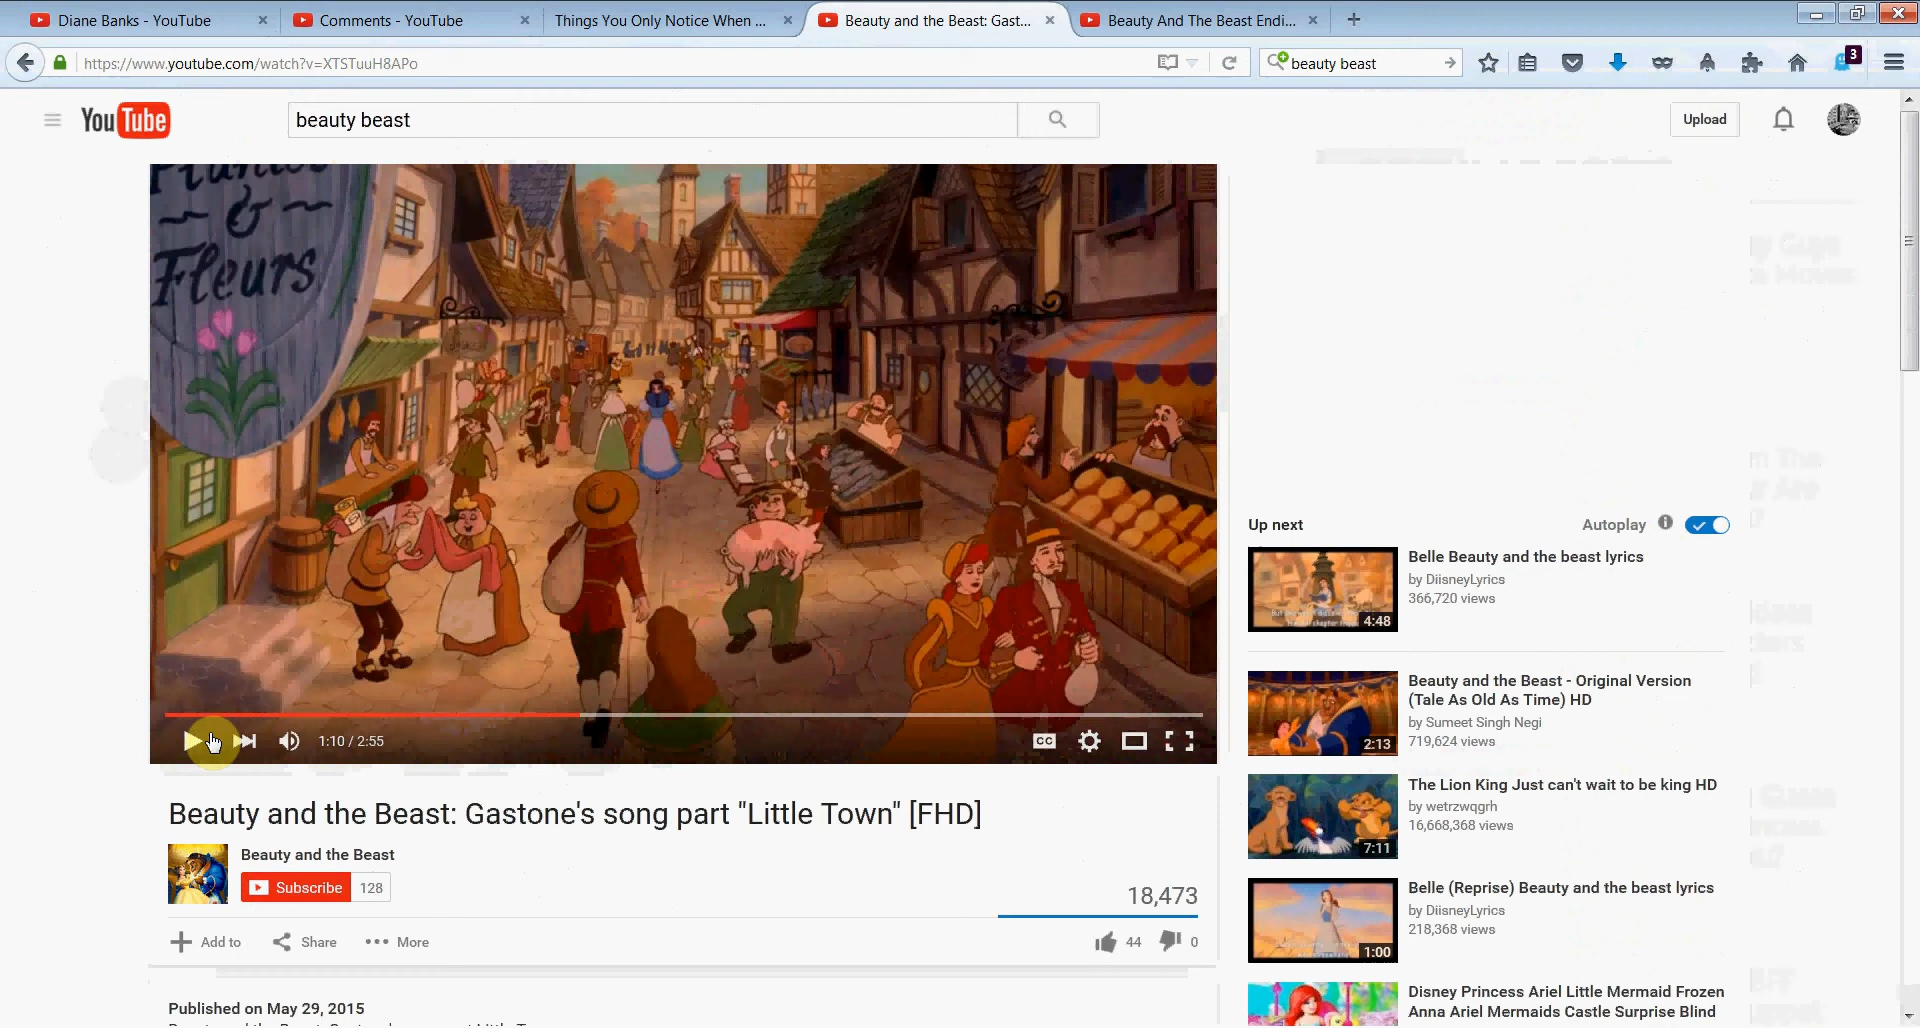 Diane Banks - YouTube
Comments - YouTube
Things You Only Notice When ...
Beauty and the Beast: Gast...
Beauty And The Beast Endi...
https://www.youtube.com/watch?v=XTSTuuH8APo
beauty beast
3
YouTube
beauty beast
Upload
&
Fleurs
1:10 / 2:55
CC
Beauty and the Beast: Gastone's song part "Little Town" [FHD]
Beauty and the Beast
Subscribe 128
18,473
Add to
Share
More
44
0
Published on May 29, 2015
Up next
Autoplay
Belle Beauty and the beast lyrics
by DiisneyLyrics
366,720 views
4:48
Beauty and the Beast - Original Version
(Tale As Old As Time) HD
by Sumeet Singh Negi
719,624 views
2:13
The Lion King Just can't wait to be king HD
by wetrzwqgrh
16,668,368 views
7:11
Belle (Reprise) Beauty and the beast lyrics
by DiisneyLyrics
218,368 views
1:00
Disney Princess Ariel Little Mermaid Frozen
Anna Ariel Mermaids Castle Surprise Blind